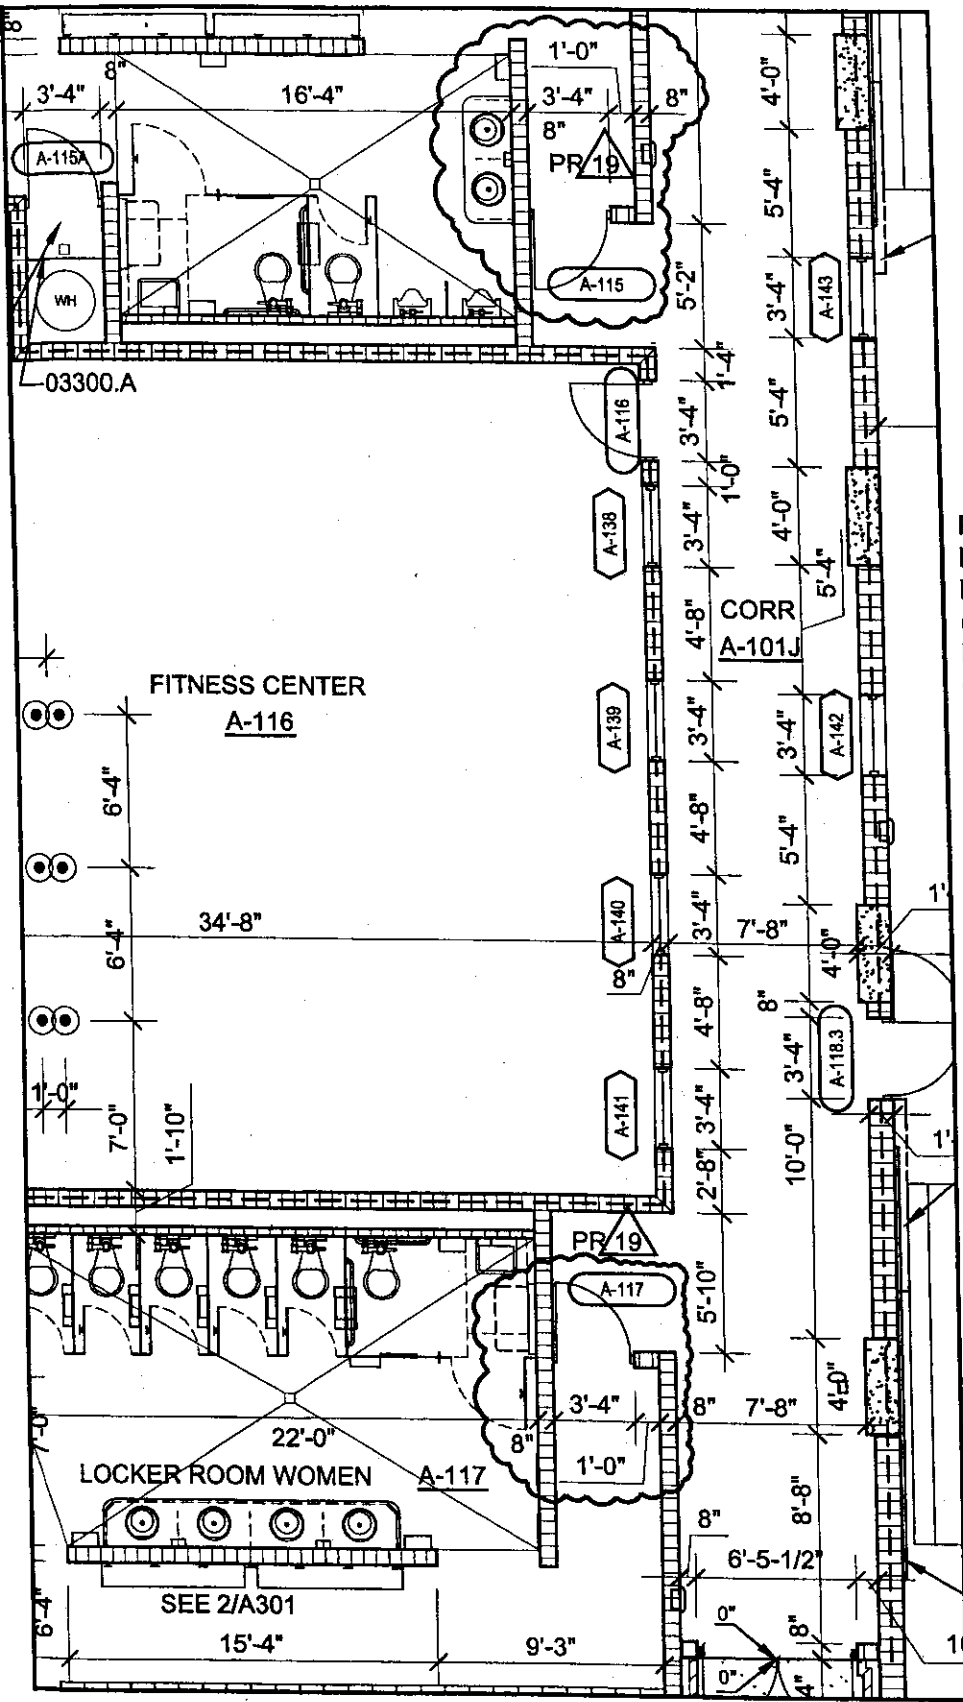 8"
8"
3'-4"
16'-4"
1'-0"
3'-4"
8"
8"
4'-0"
A-115A
PR 19
5'-4"
WH
A-115
5'-2"
3'-4"
A-143
03300.A
1'-4"
A-116
3'-4"
5'-4"
1'-0"
A-138
3'-4"
4'-0"
5'-4"
CORR
A-101J
4'-8"
FITNESS CENTER
A-116
A-139
3'-4"
3'-4"
A-142
6'-4"
4'-8"
5'-4"
34'-8"
A-140
3'-4"
7'-8"
1'-
6'-4"
4'-0"
8"
8"
4'-8"
3'-4"
A-118.3
1'-0"
7'-0"
1'-10"
A-141
3'-4"
10'-0"
1'-
2'-8"
PR 19
A-117
5'-10"
4'-0"
3'-4"
8"
7'-8"
22'-0"
8"
7'-0"
1'-0"
LOCKER ROOM WOMEN
A-117
8'-8"
8"
6'-5-1/2"
SEE 2/A301
6'-4"
0"
8"
15'-4"
9'-3"
0"
4"